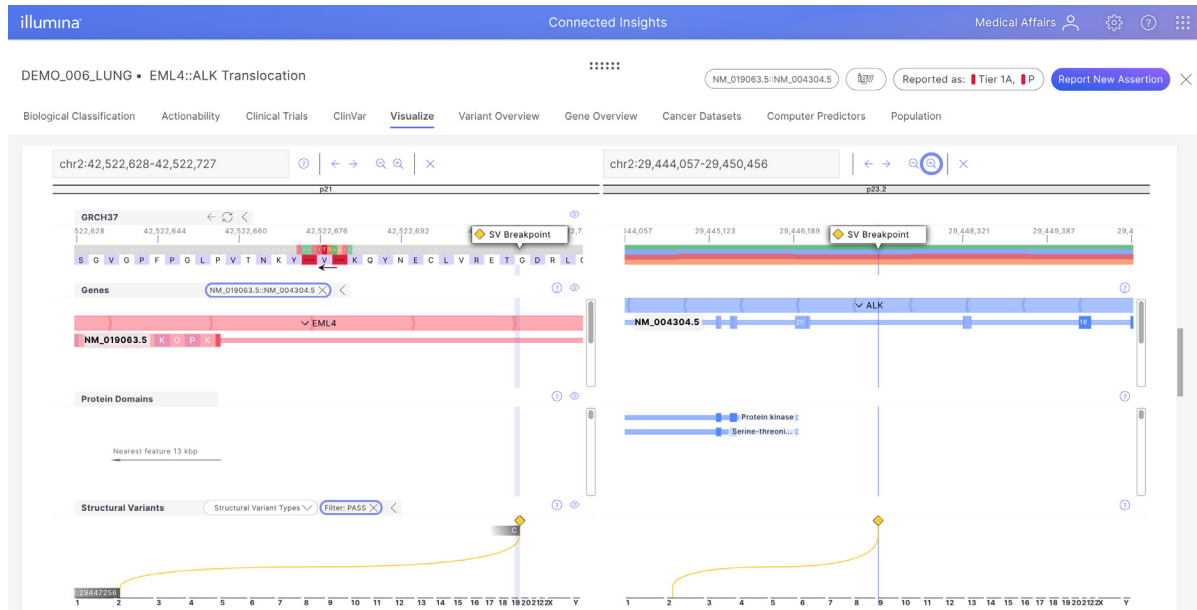 illumina
Connected Insights
Medical Affairs
DEMO_006_LUNG • EML4::ALK Translocation
NM_019063.5::NM_004304.5
igv
Reported as: Tier 1A, P
Report New Assertion
Biological Classification Actionability Clinical Trials ClinVar Visualize Variant Overview Gene Overview Cancer Datasets Computer Predictors Population
chr2:42,522,628-42,522,727
chr2:29,444,057-29,450,456
p21
p23.2
GRCH37
522,628 42,522,644 42,522,660 42,522,676 42,522,692
SV Breakpoint
144,057 29,445,123 29,446,189
SV Breakpoint
29,448,321 29,449,387 29,4
S G V G P F P G L P V T N K Y V K Q Y N E C L V R E T G D R L
Genes
NM_019063.5::NM_004304.5
EML4
NM_019063.5 K G P K
ALK
NM_004304.5 20 18
Protein Domains
Nearest feature 13 kbp
Protein kinase
Serine-threoni...
Structural Variants
Structural Variant Types
Filter: PASS
C
:29447256
1 2 3 4 5 6 7 8 9 10 11 12 13 14 15 16 17 18 19 20 21 22 X Y
1 2 3 4 5 6 7 8 9 10 11 12 13 14 15 16 17 18 19 20 21 22 X Y